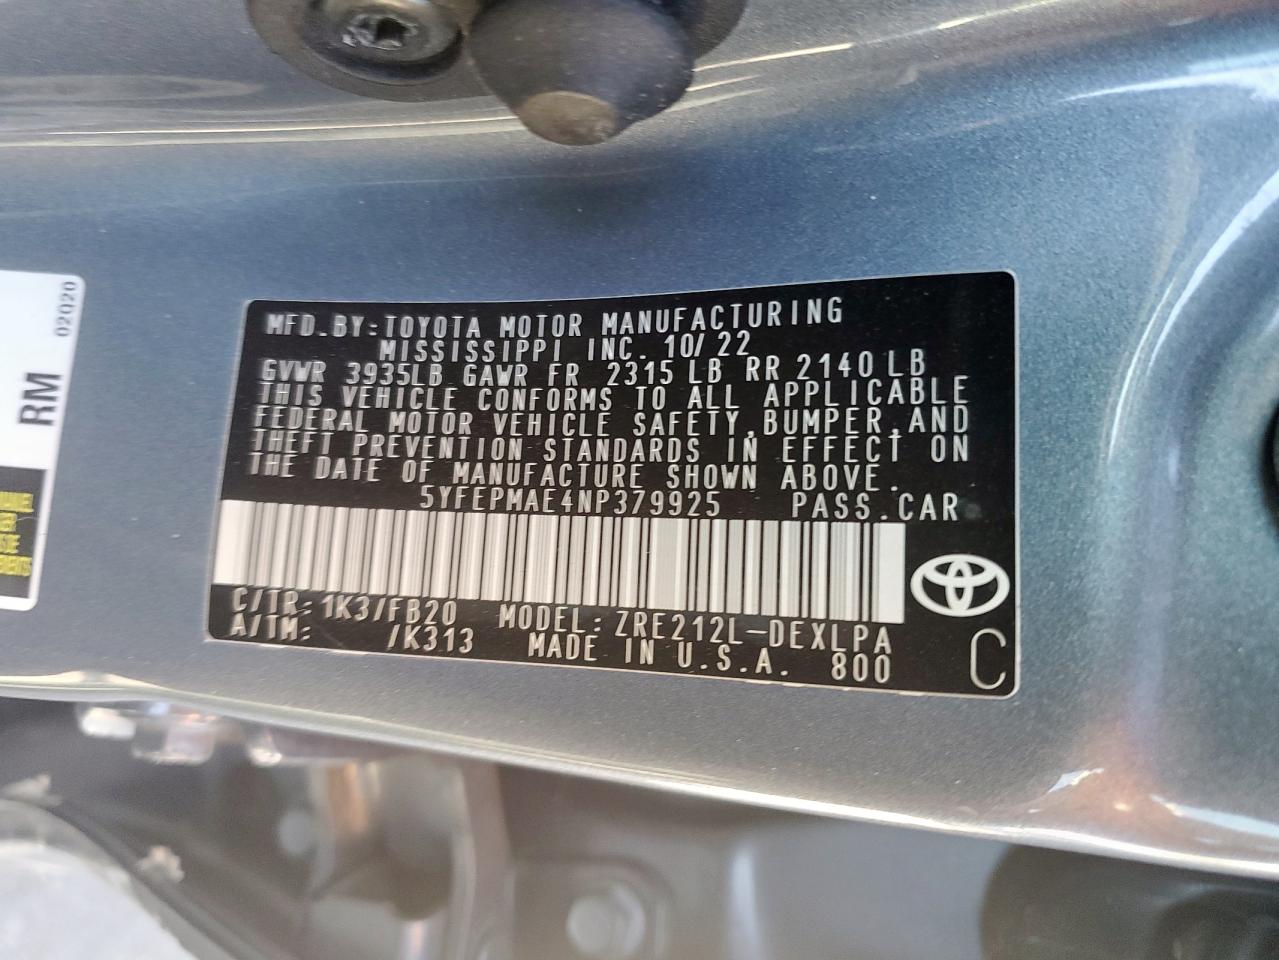 02020
RM
MFD. BY: TOYOTA MOTOR MANUFACTURING
MISSISSIPPI INC. 10/22
GVWR 3935LB GAWR FR 2315 LB RR 2140 LB
THIS VEHICLE CONFORMS TO ALL APPLICABLE
FEDERAL MOTOR VEHICLE SAFETY, BUMPER, AND
THEFT PREVENTION STANDARDS IN EFFECT ON
THE DATE OF MANUFACTURE SHOWN ABOVE.
5YFEPMAE4NP379925 PASS. CAR
C/TR: 1K3/FB20 MODEL: ZRE212L-DEXLPA
A/TM: /K313 MADE IN U.S.A. 800
C